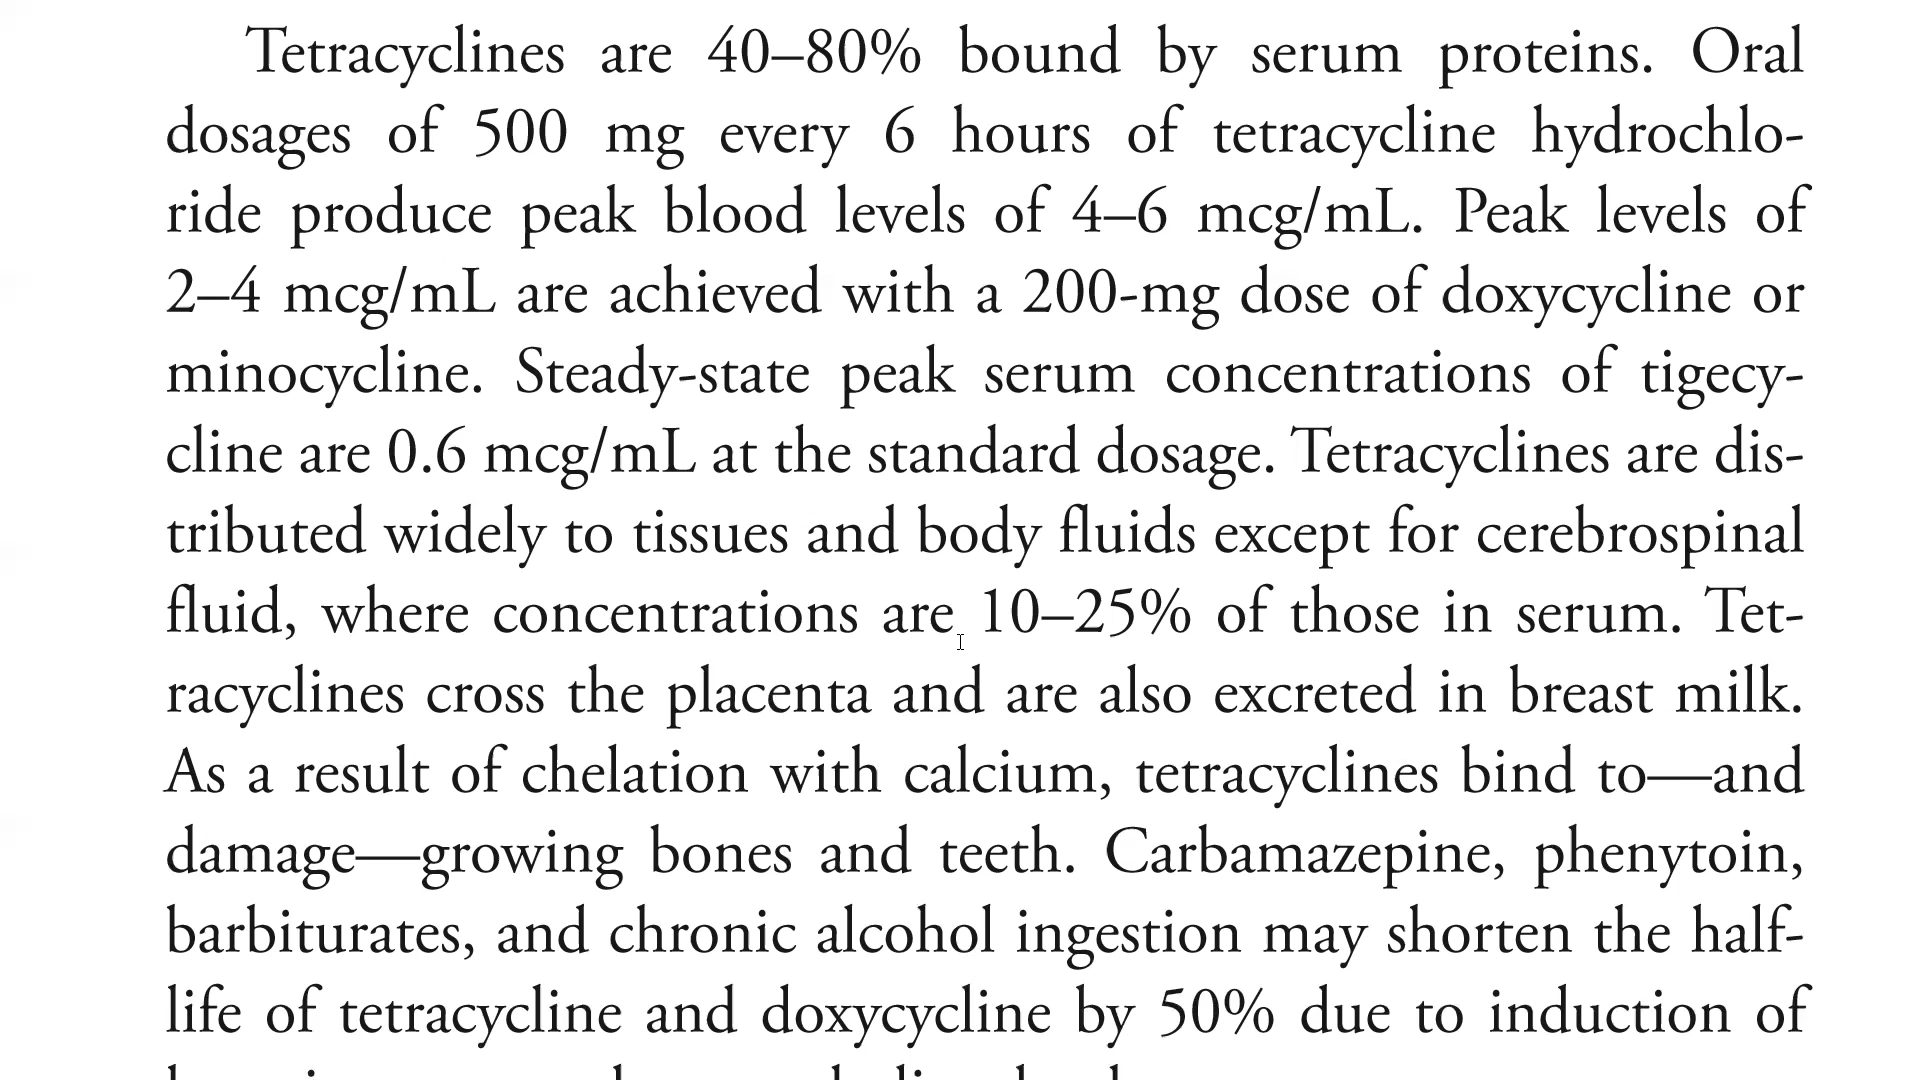 Tetracyclines are 40–80% bound by serum proteins. Oral
dosages of 500 mg every 6 hours of tetracycline hydrochlo-
ride produce peak blood levels of 4–6 mcg/mL. Peak levels of
2–4 mcg/mL are achieved with a 200-mg dose of doxycycline or
minocycline. Steady-state peak serum concentrations of tigecy-
cline are 0.6 mcg/mL at the standard dosage. Tetracyclines are dis-
tributed widely to tissues and body fluids except for cerebrospinal
fluid, where concentrations are 10–25% of those in serum. Tet-
racyclines cross the placenta and are also excreted in breast milk.
As a result of chelation with calcium, tetracyclines bind to—and
damage—growing bones and teeth. Carbamazepine, phenytoin,
barbiturates, and chronic alcohol ingestion may shorten the half-
life of tetracycline and doxycycline by 50% due to induction of